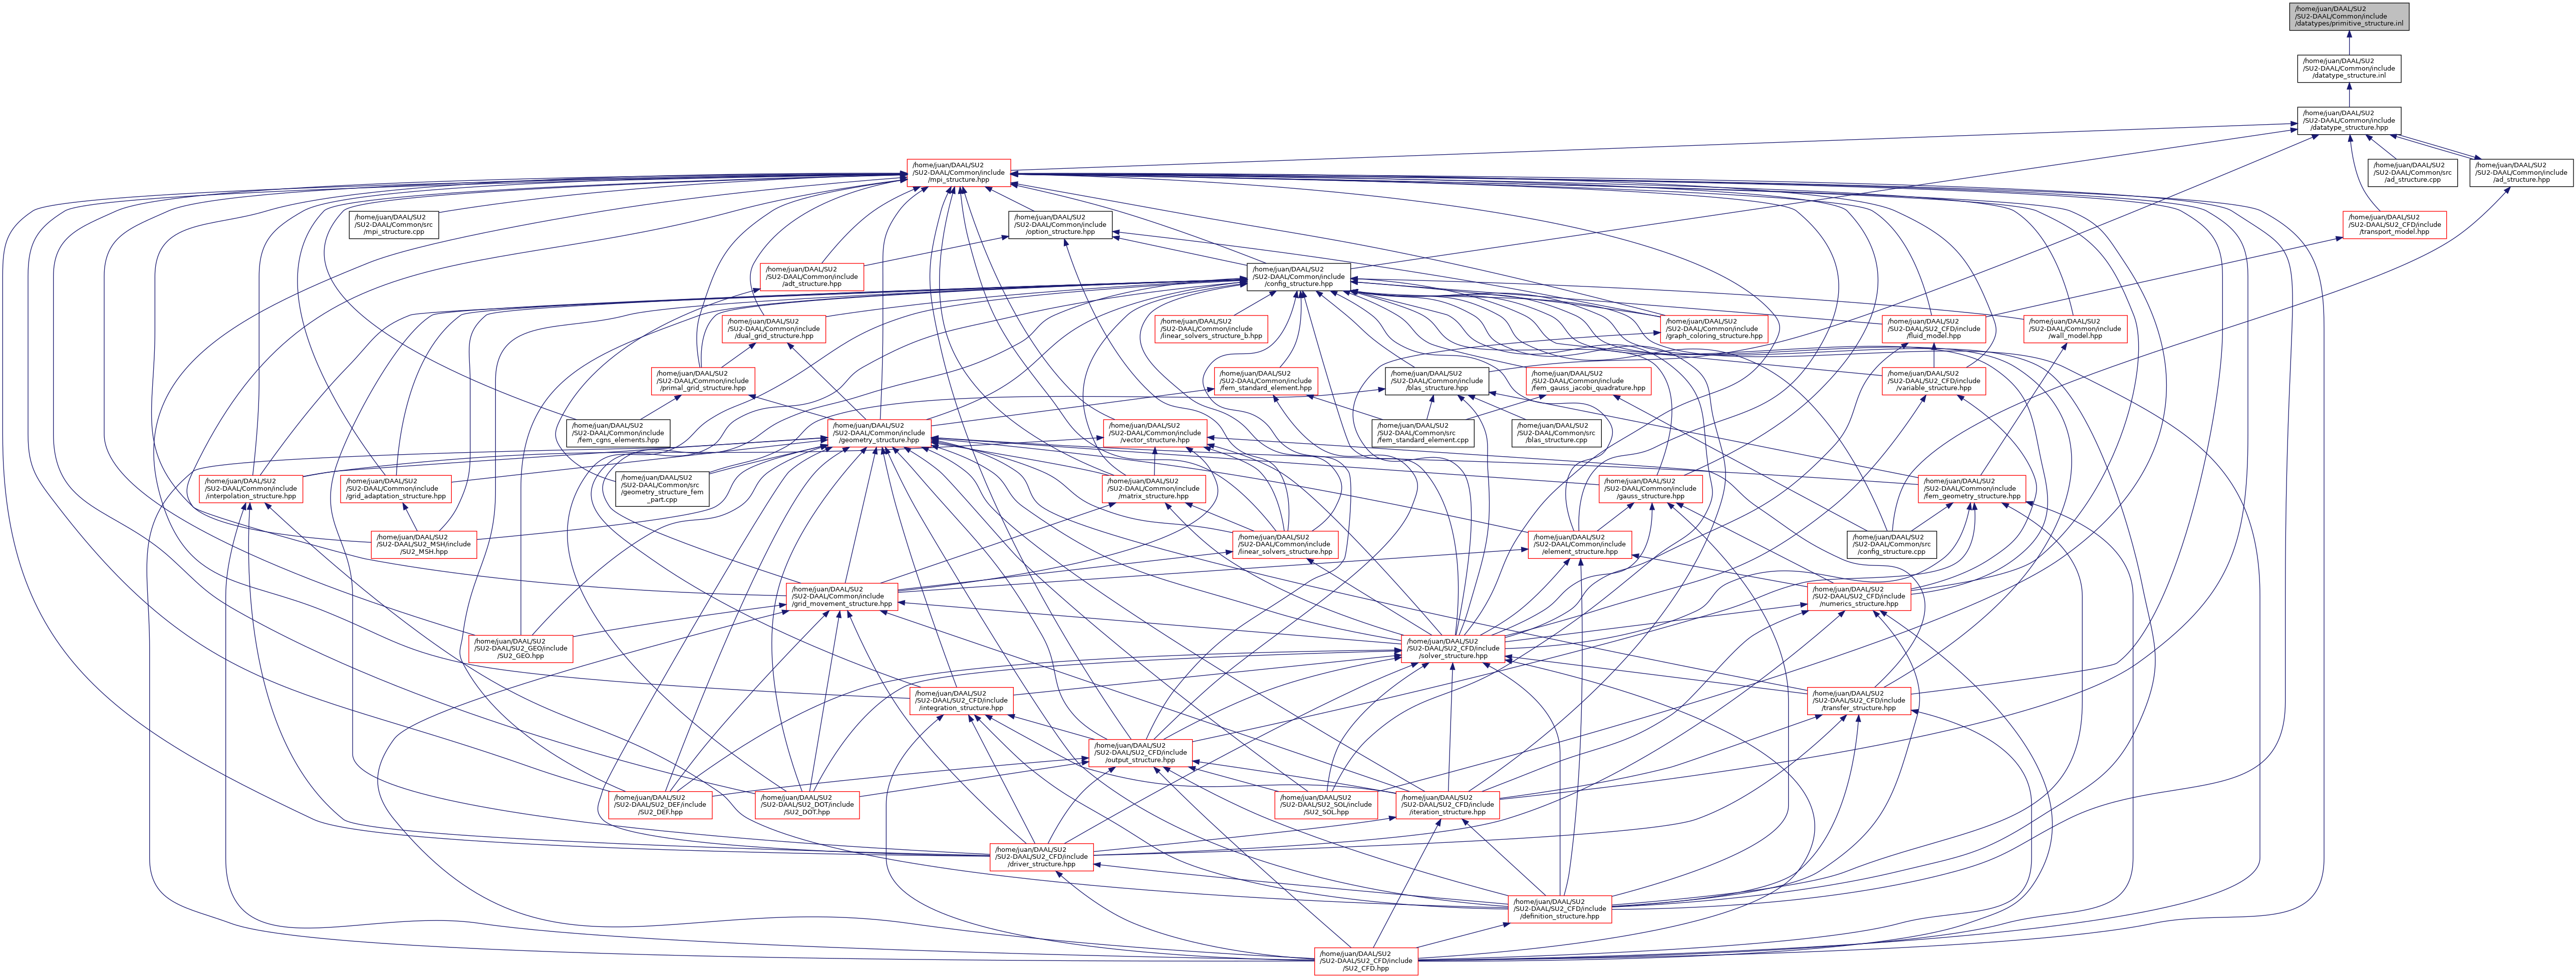 /home/juan/DAAL/SU2
/SU2-DAAL/Common/include
/datatypes/primitive_structure.inl
/home/juan/DAAL/SU2
/SU2-DAAL/Common/include
/datatype_structure.inl
/home/juan/DAAL/SU2
/SU2-DAAL/Common/include
/datatype_structure.hpp
/home/juan/DAAL/SU2
/SU2-DAAL/Common/include
/mpi_structure.hpp
/home/juan/DAAL/SU2
/SU2-DAAL/Common/src
/ad_structure.cpp
/home/juan/DAAL/SU2
/SU2-DAAL/Common/include
/ad_structure.hpp
/home/juan/DAAL/SU2
/SU2-DAAL/Common/src
/mpi_structure.cpp
/home/juan/DAAL/SU2
/SU2-DAAL/Common/include
/option_structure.hpp
/home/juan/DAAL/SU2
/SU2-DAAL/SU2_CFD/include
/transport_model.hpp
/home/juan/DAAL/SU2
/SU2-DAAL/Common/include
/adt_structure.hpp
/home/juan/DAAL/SU2
/SU2-DAAL/Common/include
/config_structure.hpp
/home/juan/DAAL/SU2
/SU2-DAAL/Common/include
/dual_grid_structure.hpp
/home/juan/DAAL/SU2
/SU2-DAAL/Common/include
/linear_solvers_structure_b.hpp
/home/juan/DAAL/SU2
/SU2-DAAL/Common/include
/graph_coloring_structure.hpp
/home/juan/DAAL/SU2
/SU2-DAAL/SU2_CFD/include
/fluid_model.hpp
/home/juan/DAAL/SU2
/SU2-DAAL/Common/include
/wall_model.hpp
/home/juan/DAAL/SU2
/SU2-DAAL/Common/include
/primal_grid_structure.hpp
/home/juan/DAAL/SU2
/SU2-DAAL/Common/include
/fem_standard_element.hpp
/home/juan/DAAL/SU2
/SU2-DAAL/Common/include
/blas_structure.hpp
/home/juan/DAAL/SU2
/SU2-DAAL/Common/include
/fem_gauss_jacobi_quadrature.hpp
/home/juan/DAAL/SU2
/SU2-DAAL/SU2_CFD/include
/variable_structure.hpp
/home/juan/DAAL/SU2
/SU2-DAAL/Common/include
/fem_cgns_elements.hpp
/home/juan/DAAL/SU2
/SU2-DAAL/Common/include
/geometry_structure.hpp
/home/juan/DAAL/SU2
/SU2-DAAL/Common/include
/vector_structure.hpp
/home/juan/DAAL/SU2
/SU2-DAAL/Common/src
/fem_standard_element.cpp
/home/juan/DAAL/SU2
/SU2-DAAL/Common/src
/blas_structure.cpp
/home/juan/DAAL/SU2
/SU2-DAAL/Common/include
/interpolation_structure.hpp
/home/juan/DAAL/SU2
/SU2-DAAL/Common/include
/grid_adaptation_structure.hpp
/home/juan/DAAL/SU2
/SU2-DAAL/Common/src
/geometry_structure_fem
_part.cpp
/home/juan/DAAL/SU2
/SU2-DAAL/Common/include
/matrix_structure.hpp
/home/juan/DAAL/SU2
/SU2-DAAL/Common/include
/gauss_structure.hpp
/home/juan/DAAL/SU2
/SU2-DAAL/Common/include
/fem_geometry_structure.hpp
/home/juan/DAAL/SU2
/SU2-DAAL/SU2_MSH/include
/SU2_MSH.hpp
/home/juan/DAAL/SU2
/SU2-DAAL/Common/include
/linear_solvers_structure.hpp
/home/juan/DAAL/SU2
/SU2-DAAL/Common/include
/element_structure.hpp
/home/juan/DAAL/SU2
/SU2-DAAL/Common/src
/config_structure.cpp
/home/juan/DAAL/SU2
/SU2-DAAL/Common/include
/grid_movement_structure.hpp
/home/juan/DAAL/SU2
/SU2-DAAL/SU2_CFD/include
/numerics_structure.hpp
/home/juan/DAAL/SU2
/SU2-DAAL/SU2_GEO/include
/SU2_GEO.hpp
/home/juan/DAAL/SU2
/SU2-DAAL/SU2_CFD/include
/solver_structure.hpp
/home/juan/DAAL/SU2
/SU2-DAAL/SU2_CFD/include
/integration_structure.hpp
/home/juan/DAAL/SU2
/SU2-DAAL/SU2_CFD/include
/transfer_structure.hpp
/home/juan/DAAL/SU2
/SU2-DAAL/SU2_CFD/include
/output_structure.hpp
/home/juan/DAAL/SU2
/SU2-DAAL/SU2_DEF/include
/SU2_DEF.hpp
/home/juan/DAAL/SU2
/SU2-DAAL/SU2_DOT/include
/SU2_DOT.hpp
/home/juan/DAAL/SU2
/SU2-DAAL/SU2_SOL/include
/SU2_SOL.hpp
/home/juan/DAAL/SU2
/SU2-DAAL/SU2_CFD/include
/iteration_structure.hpp
/home/juan/DAAL/SU2
/SU2-DAAL/SU2_CFD/include
/driver_structure.hpp
/home/juan/DAAL/SU2
/SU2-DAAL/SU2_CFD/include
/definition_structure.hpp
/home/juan/DAAL/SU2
/SU2-DAAL/SU2_CFD/include
/SU2_CFD.hpp